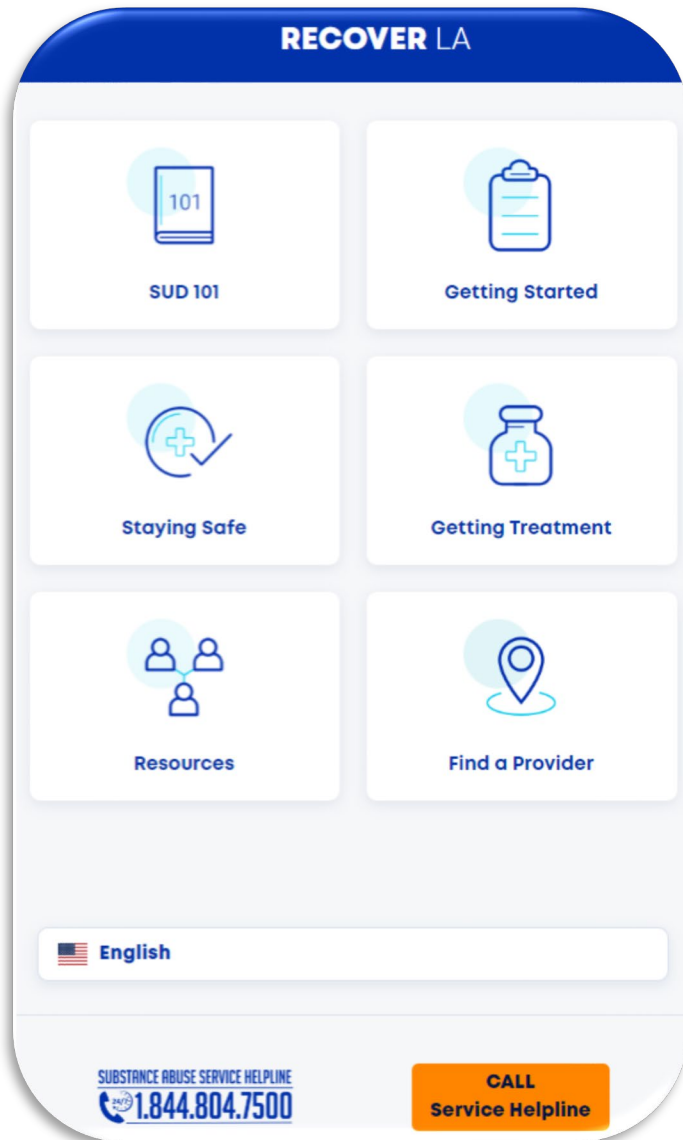 RECOVER LA
101
SUD 101
Getting Started
Staying Safe
Getting Treatment
Resources
Find a Provider
English
SUBSTANCE ABUSE SERVICE HELPLINE
24/7 1.844.804.7500
CALL
Service Helpline